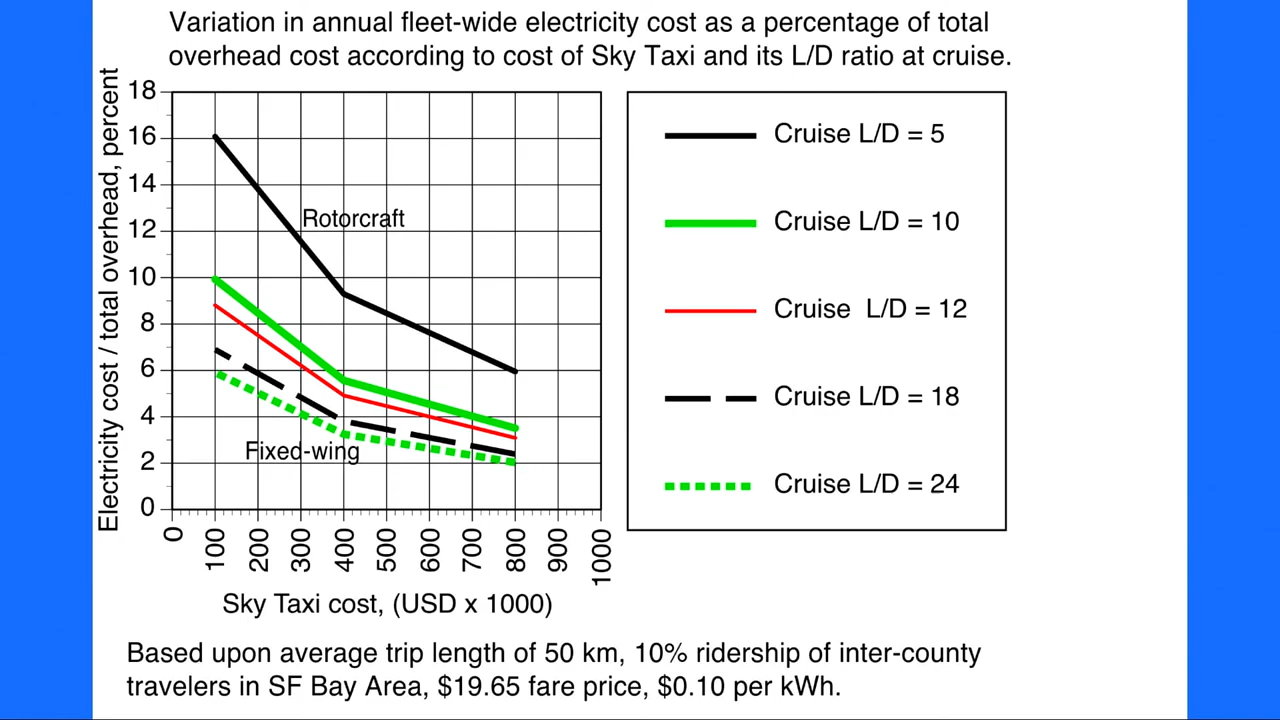 Variation in annual fleet-wide electricity cost as a percentage of total
overhead cost according to cost of Sky Taxi and its L/D ratio at cruise.
Electricity cost / total overhead, percent
18
16
14
12
10
8
6
4
2
0
Rotorcraft
Fixed-wing
0 100 200 300 400 500 600 700 800 900 1000
Sky Taxi cost, (USD x 1000)
Cruise L/D = 5
Cruise L/D = 10
Cruise L/D = 12
Cruise L/D = 18
Cruise L/D = 24
Based upon average trip length of 50 km, 10% ridership of inter-county
travelers in SF Bay Area, $19.65 fare price, $0.10 per kWh.